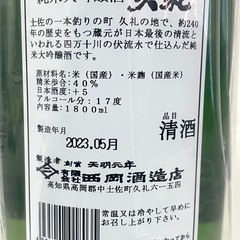 純米大吟醸酒 久礼
土佐の一本釣りの町 久礼の地で、約240
年の歴史をもつ蔵元が日本最後の清流と
いわれる四万十川の伏流水で仕込んだ純
米大吟醸酒です。
原材料名:米(国産)・米麹(国産米)
精米歩合:40%
日本酒度:+5
アルコール分:17度
内容量:1800ml
製造年月
2023.05月
品目
清酒
製造者 創業 天明元年
有限会社 西岡酒造店
高知県高岡郡中土佐町久礼六一五四
常温又は冷やして早めに
お召し上がり下さい。